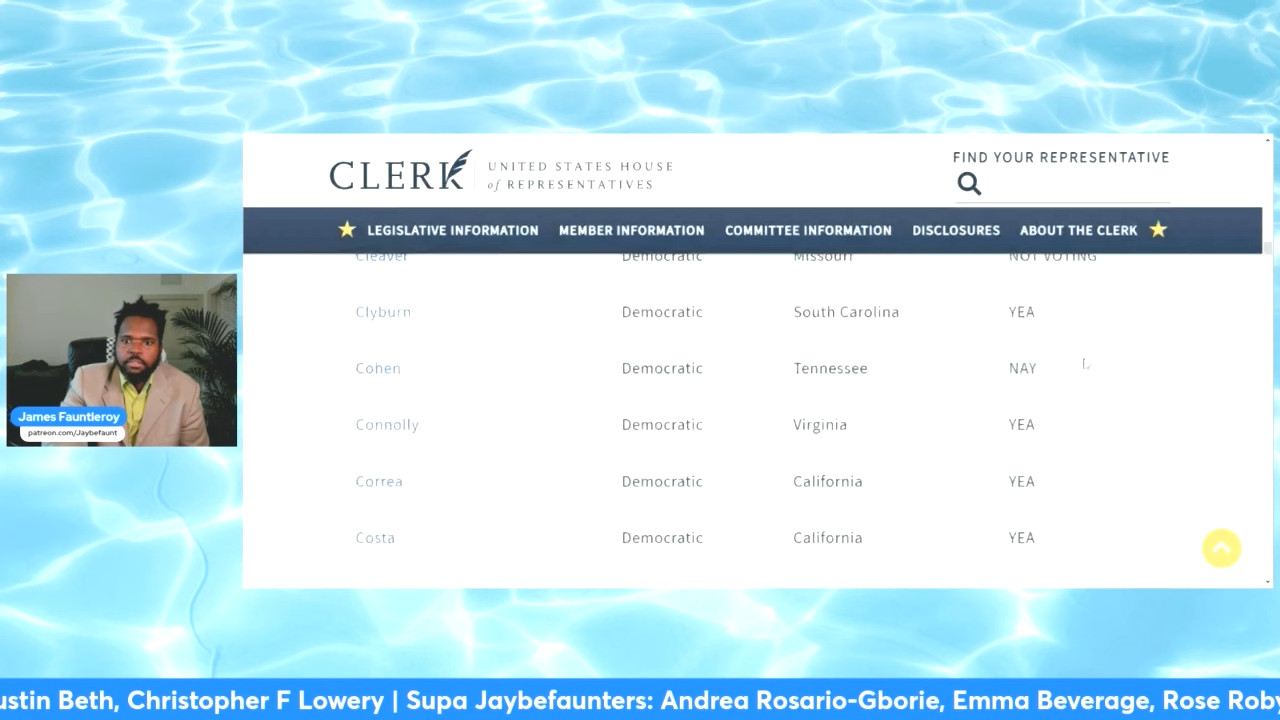 CLERK
UNITED STATES HOUSE
of REPRESENTATIVES
FIND YOUR REPRESENTATIVE
LEGISLATIVE INFORMATION MEMBER INFORMATION COMMITTEE INFORMATION DISCLOSURES ABOUT THE CLERK
Cleaver Democratic Missouri NOT VOTING
Clyburn Democratic South Carolina YEA
Cohen Democratic Tennessee NAY
Connolly Democratic Virginia YEA
Correa Democratic California YEA
Costa Democratic California YEA
James Fauntleroy
patreon.com/Jaybefaunt
ustin Beth, Christopher F Lowery | Supa Jaybefaunters: Andrea Rosario-Gborie, Emma Beverage, Rose Roby